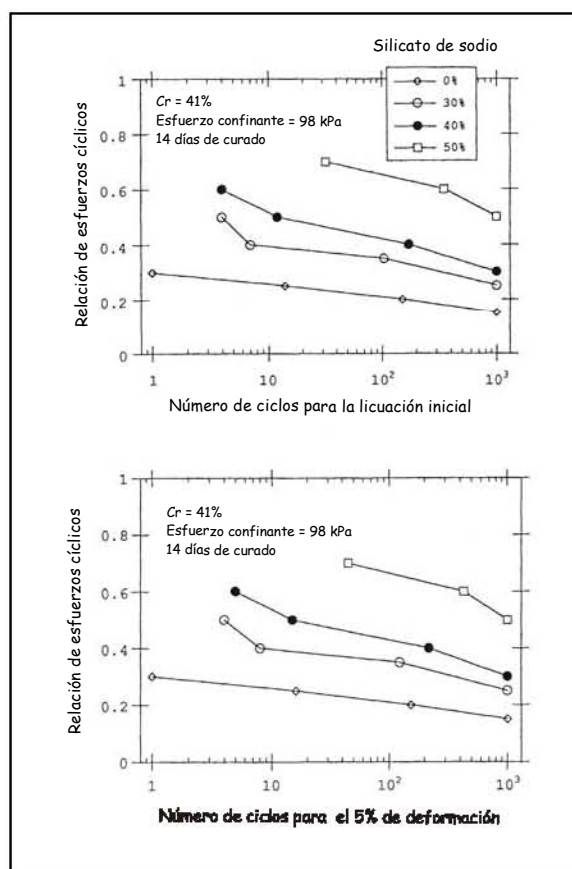 Silicato de sodio
0%
30%
40%
50%
Cr = 41%
Esfuerzo confinante = 98 kPa
14 días de curado
Relación de esfuerzos cíclicos
1
0.8
0.6
0.4
0.2
0
1 10 10² 10³
Número de ciclos para la licuación inicial
Cr = 41%
Esfuerzo confinante = 98 kPa
14 días de curado
Relación de esfuerzos cíclicos
1
0.8
0.6
0.4
0.2
0
1 10 10² 10³
Número de ciclos para el 5% de deformación